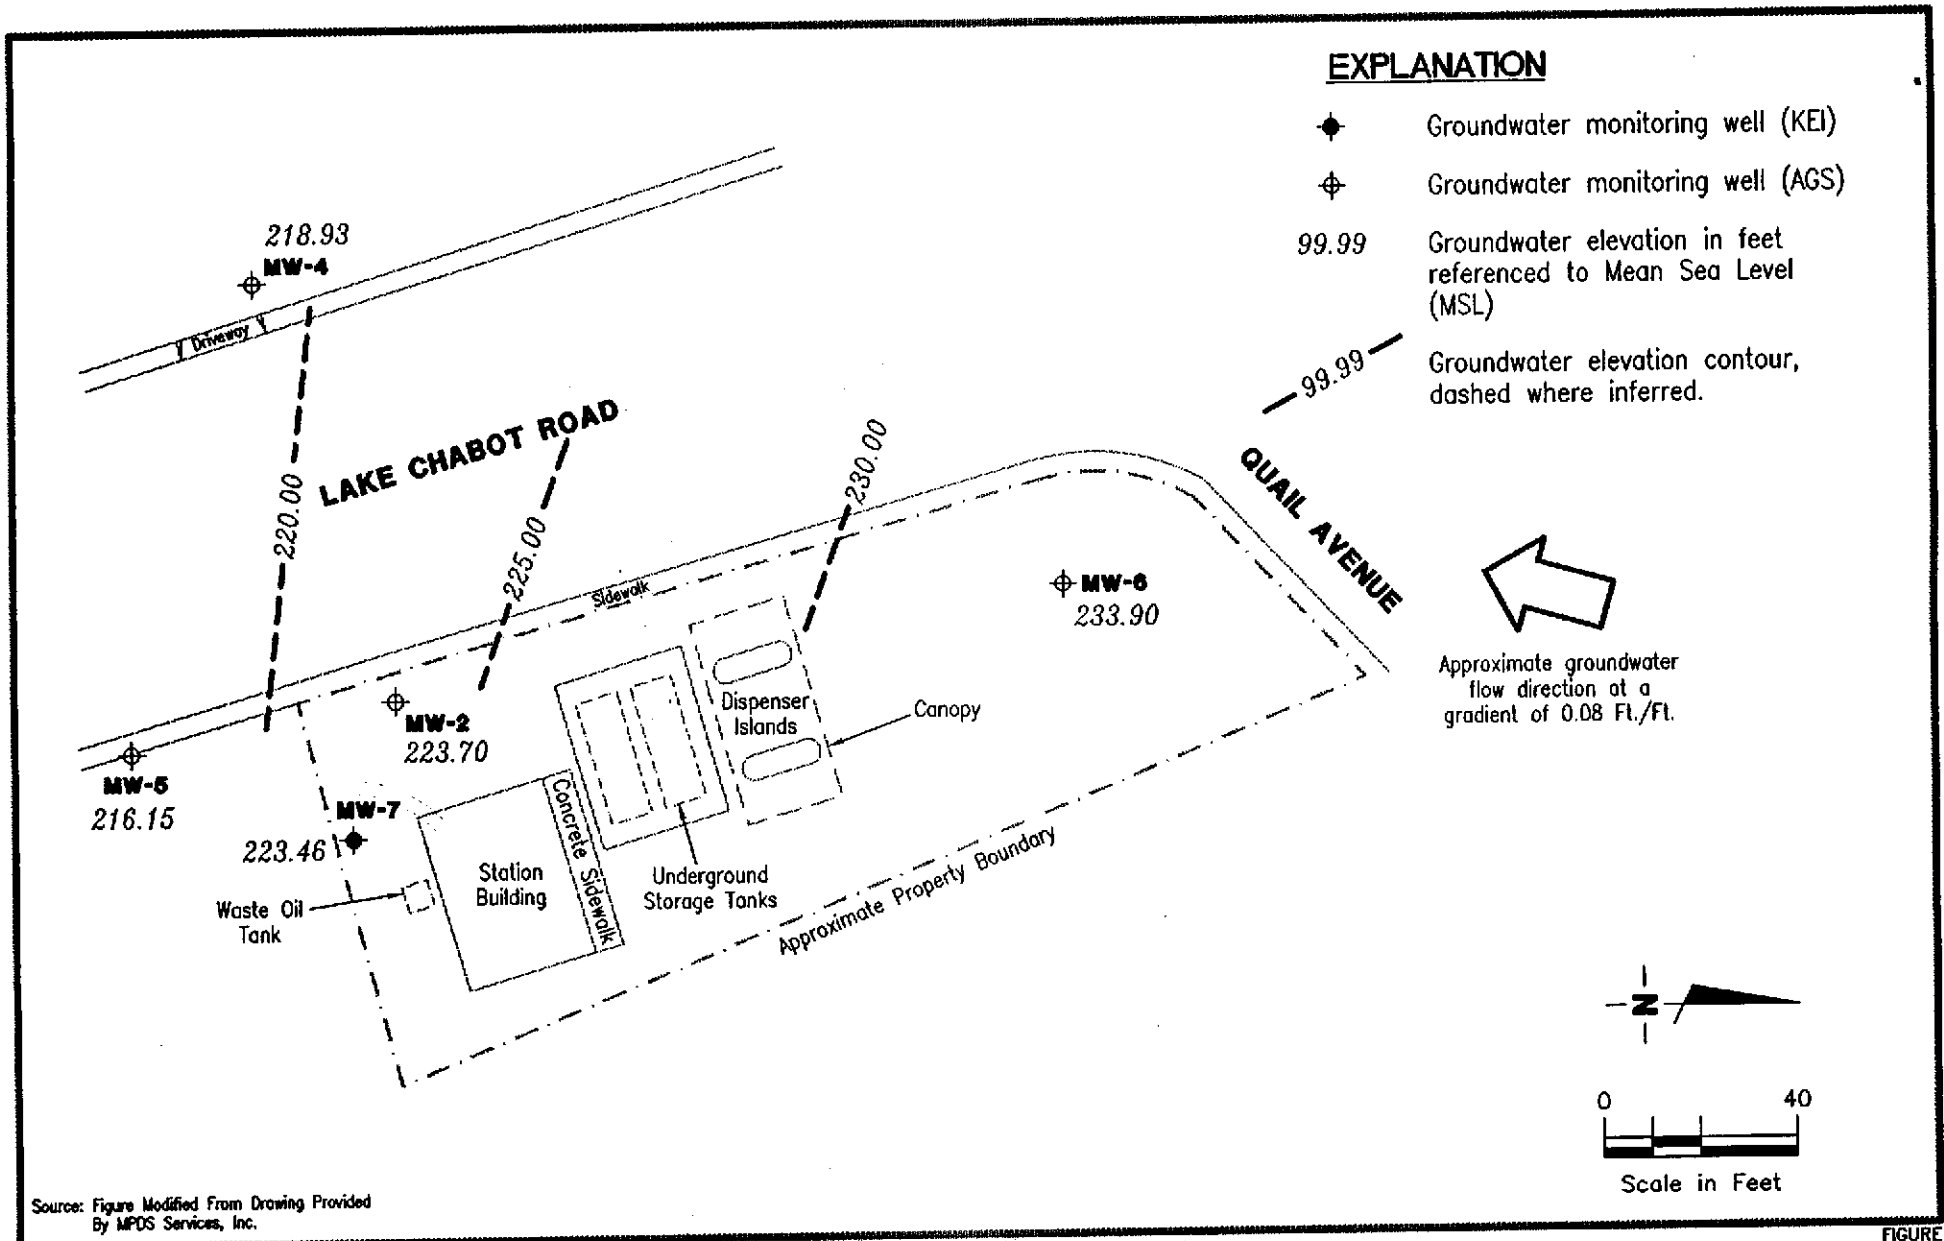 EXPLANATION
Groundwater monitoring well (KEI)
Groundwater monitoring well (AGS)
99.99 Groundwater elevation in feet
referenced to Mean Sea Level
(MSL)
99.99 Groundwater elevation contour,
dashed where inferred.
218.93
MW-4
Driveway
LAKE CHABOT ROAD
220.00
225.00
230.00
QUAIL AVENUE
Sidewalk
MW-6
233.90
Approximate groundwater
flow direction at a
gradient of 0.08 Ft./Ft.
MW-2
223.70
MW-5
216.15
MW-7
223.46
Dispenser
Islands
Canopy
Concrete Sidewalk
Station
Building
Underground
Storage Tanks
Waste Oil
Tank
Approximate Property Boundary
N
0 40
Scale in Feet
Source: Figure Modified From Drawing Provided
By MPDS Services, Inc.
FIGURE